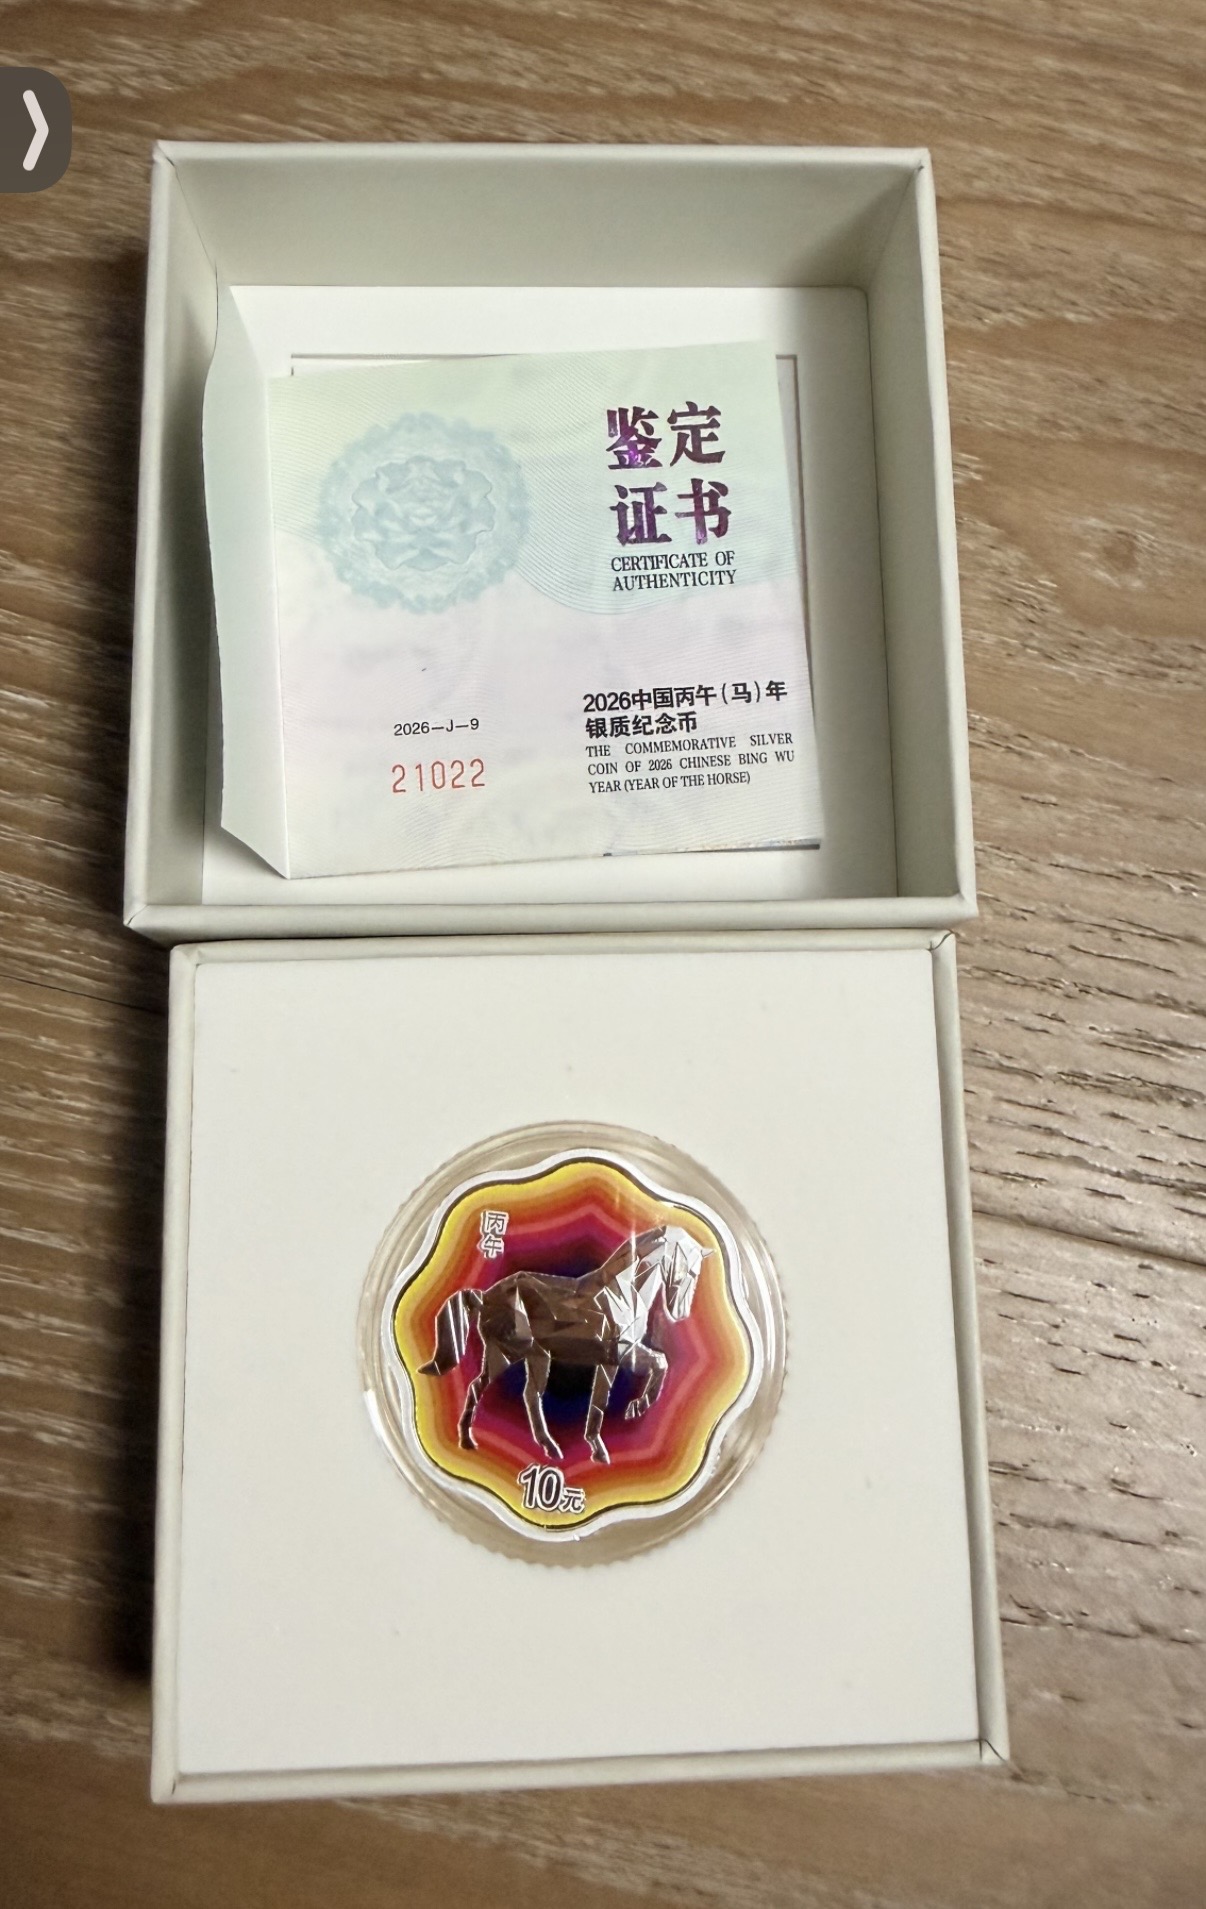 鉴定
证书
CERTIFICATE OF
AUTHENTICITY
2026中国丙午(马)年
银质纪念币
THE COMMEMORATIVE SILVER
COIN OF 2026 CHINESE BING WU
YEAR (YEAR OF THE HORSE)
2026-J-9
21022
丙午
10元